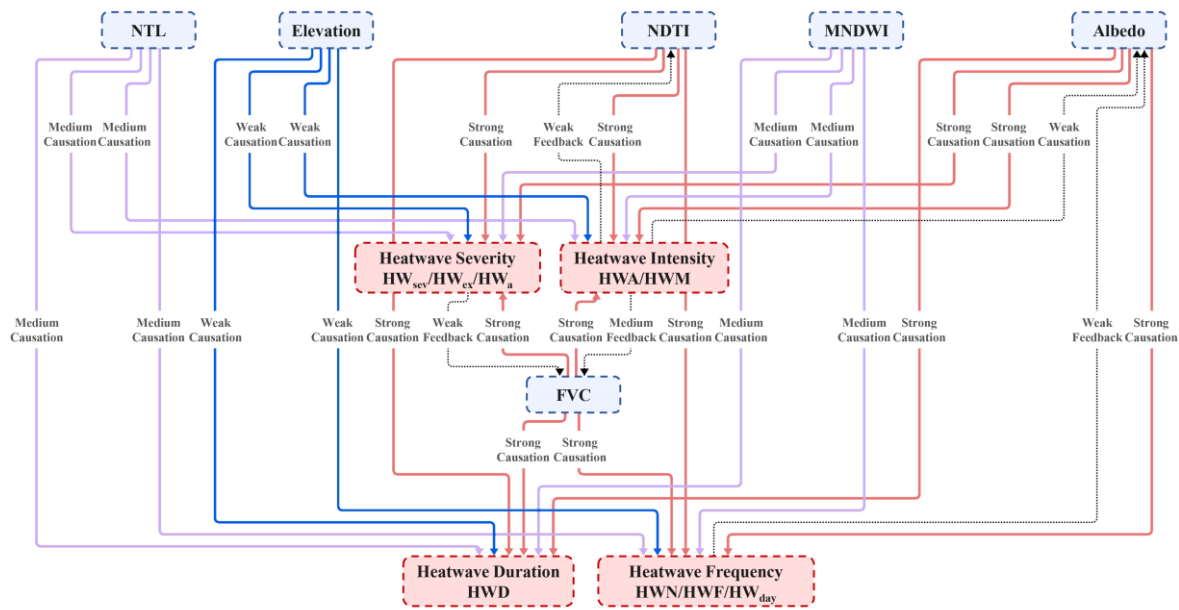 NTL
Elevation
NDTI
MNDWI
Albedo
Medium
Causation
Medium
Causation
Weak
Causation
Weak
Causation
Strong
Causation
Weak
Feedback
Strong
Causation
Medium
Causation
Medium
Causation
Strong
Causation
Strong
Causation
Weak
Causation
Heatwave Severity
HWsev/HWex/HWa
Heatwave Intensity
HWA/HWM
Medium
Causation
Medium
Causation
Weak
Causation
Weak
Causation
Strong
Causation
Weak
Feedback
Strong
Causation
Strong
Causation
Medium
Feedback
Strong
Causation
Medium
Causation
Medium
Causation
Strong
Causation
Weak
Feedback
Strong
Causation
FVC
Strong
Causation
Strong
Causation
Heatwave Duration
HWD
Heatwave Frequency
HWN/HWF/HWday